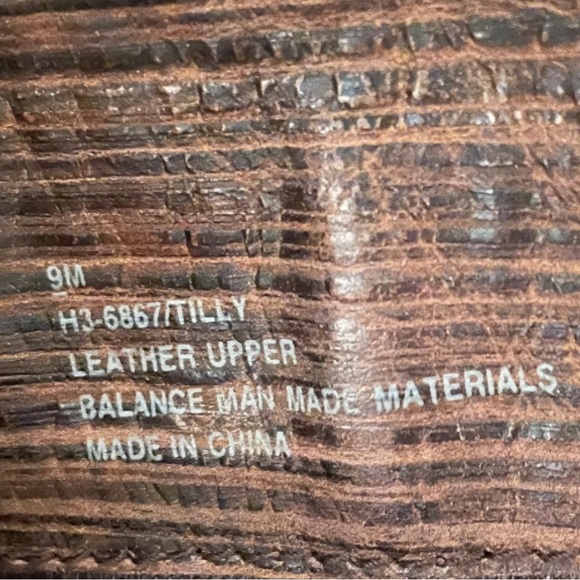 9M
H3-6867/TILLY
LEATHER UPPER
BALANCE MAN MADE MATERIALS
MADE IN CHINA